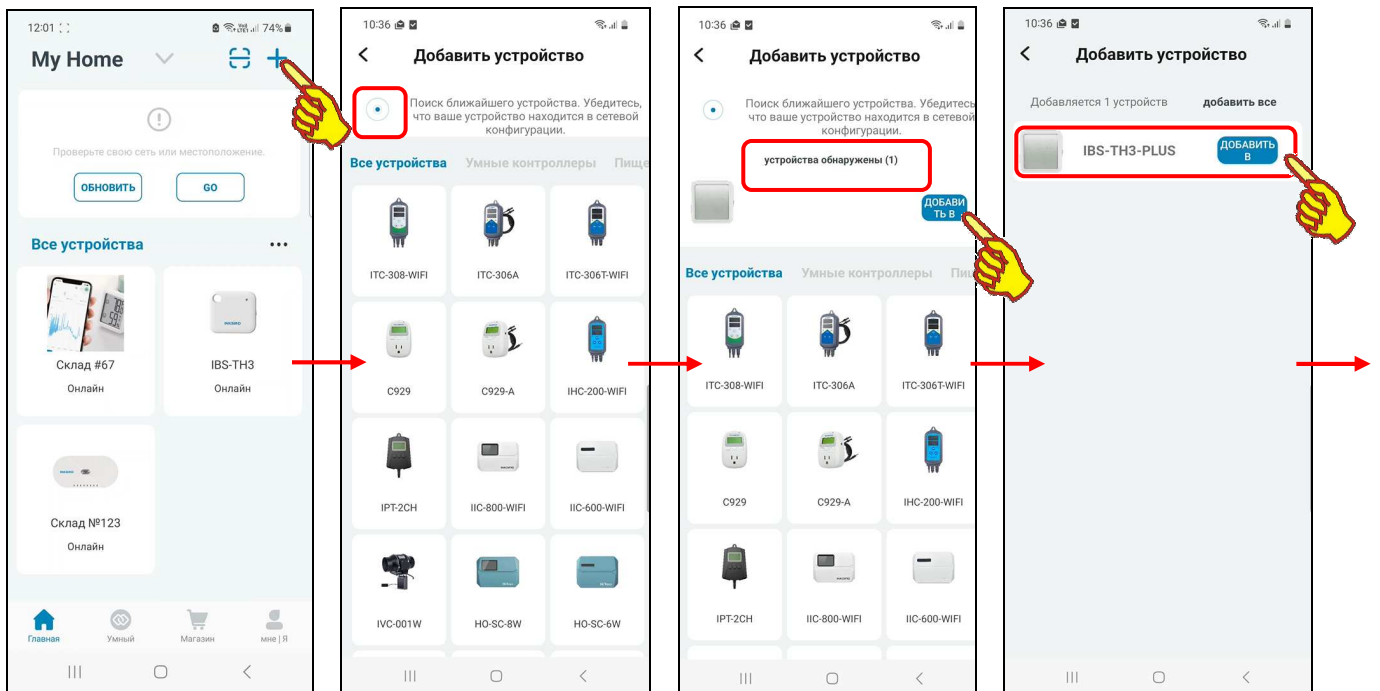 12:01
74%
My Home
Проверьте свою сеть или местоположение.
ОБНОВИТЬ
GO
Все устройства
Склад #67
Онлайн
IBS-TH3
Онлайн
Склад №123
Онлайн
Главная
Умный
Магазин
мне | Я
10:36
Добавить устройство
Поиск ближайшего устройства. Убедитесь,
что ваше устройство находится в сетевой
конфигурации.
Все устройства
Умные контроллеры
Пище
ITC-308-WIFI
ITC-306A
ITC-306T-WIFI
C929
C929-A
IHC-200-WIFI
IPT-2CH
IIC-800-WIFI
IIC-600-WIFI
IVC-001W
HO-SC-8W
HO-SC-6W
10:36
Добавить устройство
Поиск ближайшего устройства. Убедитесь
что ваше устройство находится в сетевой
конфигурации.
устройства обнаружены (1)
ДОБАВИ
ТЬ В
Все устройства
Умные контроллеры
ITC-308-WIFI
ITC-306A
ITC-306T-WIFI
C929
C929-A
IHC-200-WIFI
IPT-2CH
IIC-800-WIFI
IIC-600-WIFI
10:36
Добавить устройство
Добавляется 1 устройств
добавить все
IBS-TH3-PLUS
ДОБАВИТЬ
В